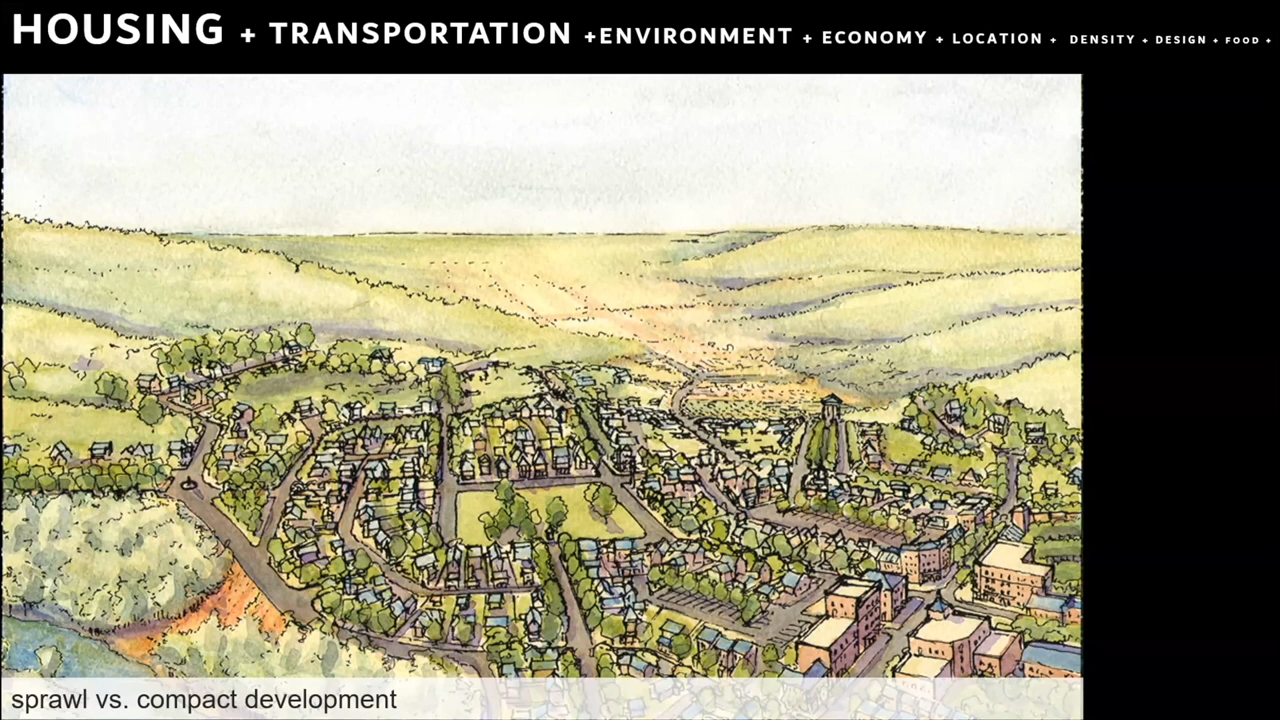 HOUSING + TRANSPORTATION +ENVIRONMENT + ECONOMY + LOCATION + DENSITY + DESIGN + FOOD +
sprawl vs. compact development